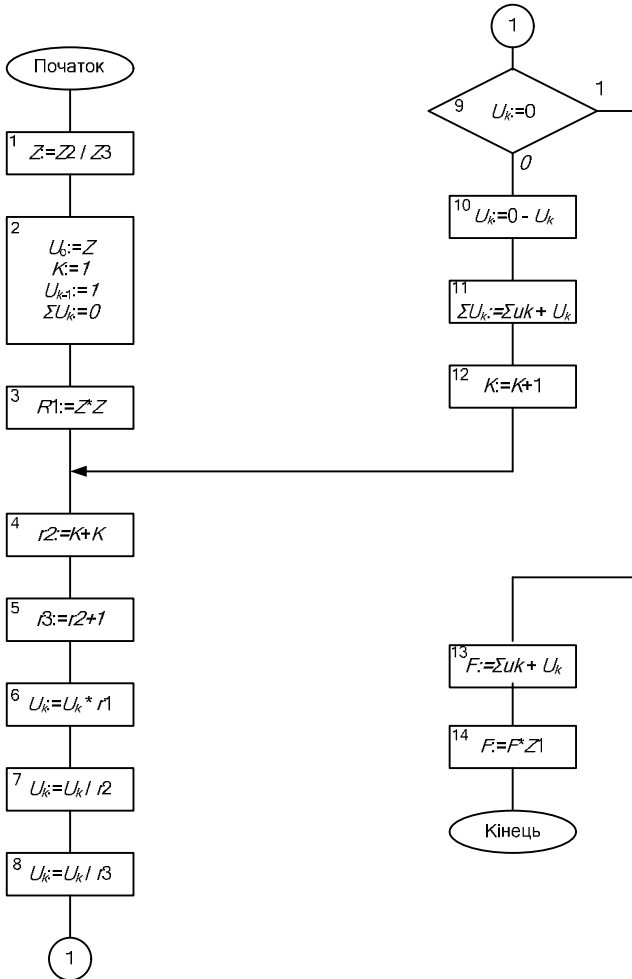 Початок
1
Z:=Z2 / Z3
2
U₀:=Z
K:=1
Uₖ₋₁:=1
ΣUₖ:=0
3
R1:=Z*Z
4
r2:=K+K
5
r3:=r2+1
6
Uₖ:=Uₖ* r1
7
Uₖ:=Uₖ/ r2
8
Uₖ:=Uₖ/ r3
1
1
9
Uₖ:=0
1
0
10
Uₖ:=0 - Uₖ
11
ΣUₖ:=Σuk + Uₖ
12
K:=K+1
13
F:=Σuk + Uₖ
14
F:=F*Z1
Кінець